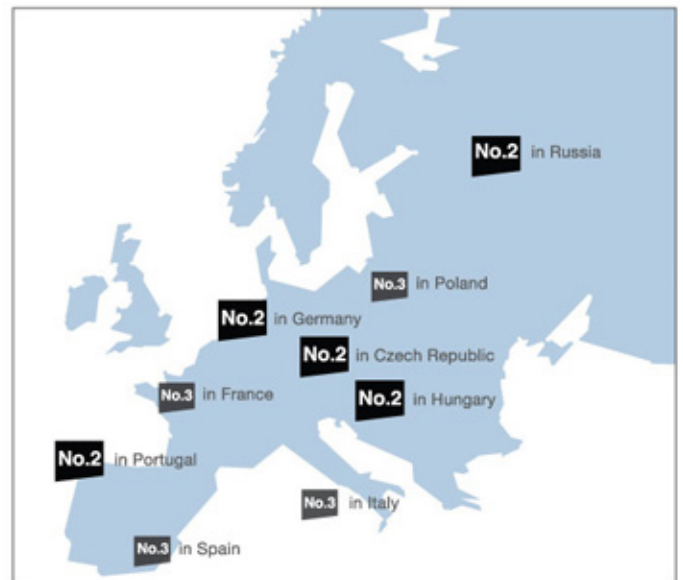 No.2 in Russia
No.3 in Poland
No.2 in Germany
No.2 in Czech Republic
No.3 in France
No.2 in Hungary
No.2 in Portugal
No.3 in Italy
No.3 in Spain